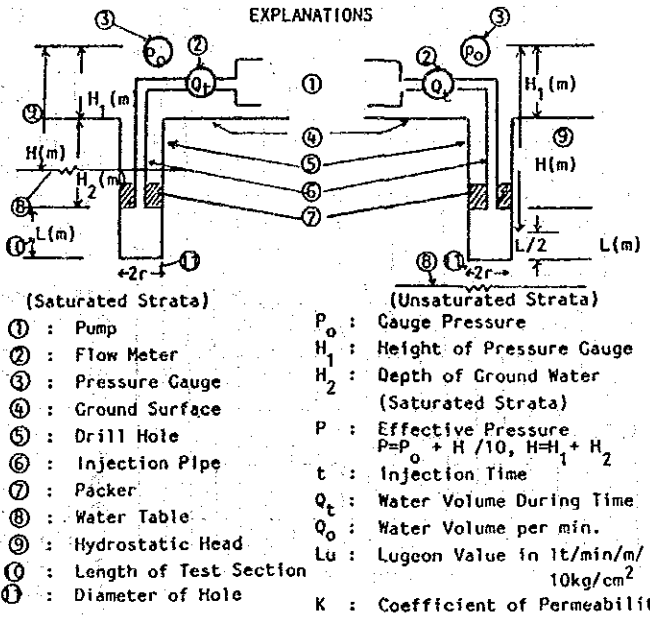 EXPLANATIONS
③ P₀ ② Qt H₁(m) ⑨ H(m) H₂(m) ⑧ ⑩ L(m) 2r ⑪
① ④ ⑤ ⑥ ⑦
③ P₀ ② Qt H₁(m) ⑨ H(m) L/2 L(m) ⑪ 2r ⑧
(Saturated Strata)
① : Pump
② : Flow Meter
③ : Pressure Gauge
④ : Ground Surface
⑤ : Drill Hole
⑥ : Injection Pipe
⑦ : Packer
⑧ : Water Table
⑨ : Hydrostatic Head
⑩ : Length of Test Section
⑪ : Diameter of Hole
(Unsaturated Strata)
P₀ : Gauge Pressure
H₁ : Height of Pressure Gauge
H₂ : Depth of Ground Water
(Saturated Strata)
P : Effective Pressure
P=P₀ + H /10, H=H₁+ H₂
t : Injection Time
Qt : Water Volume During Time
Q₀ : Water Volume per min.
Lu : Lugeon Value in lt/min/m/
10kg/cm²
K : Coefficient of Permeabilit